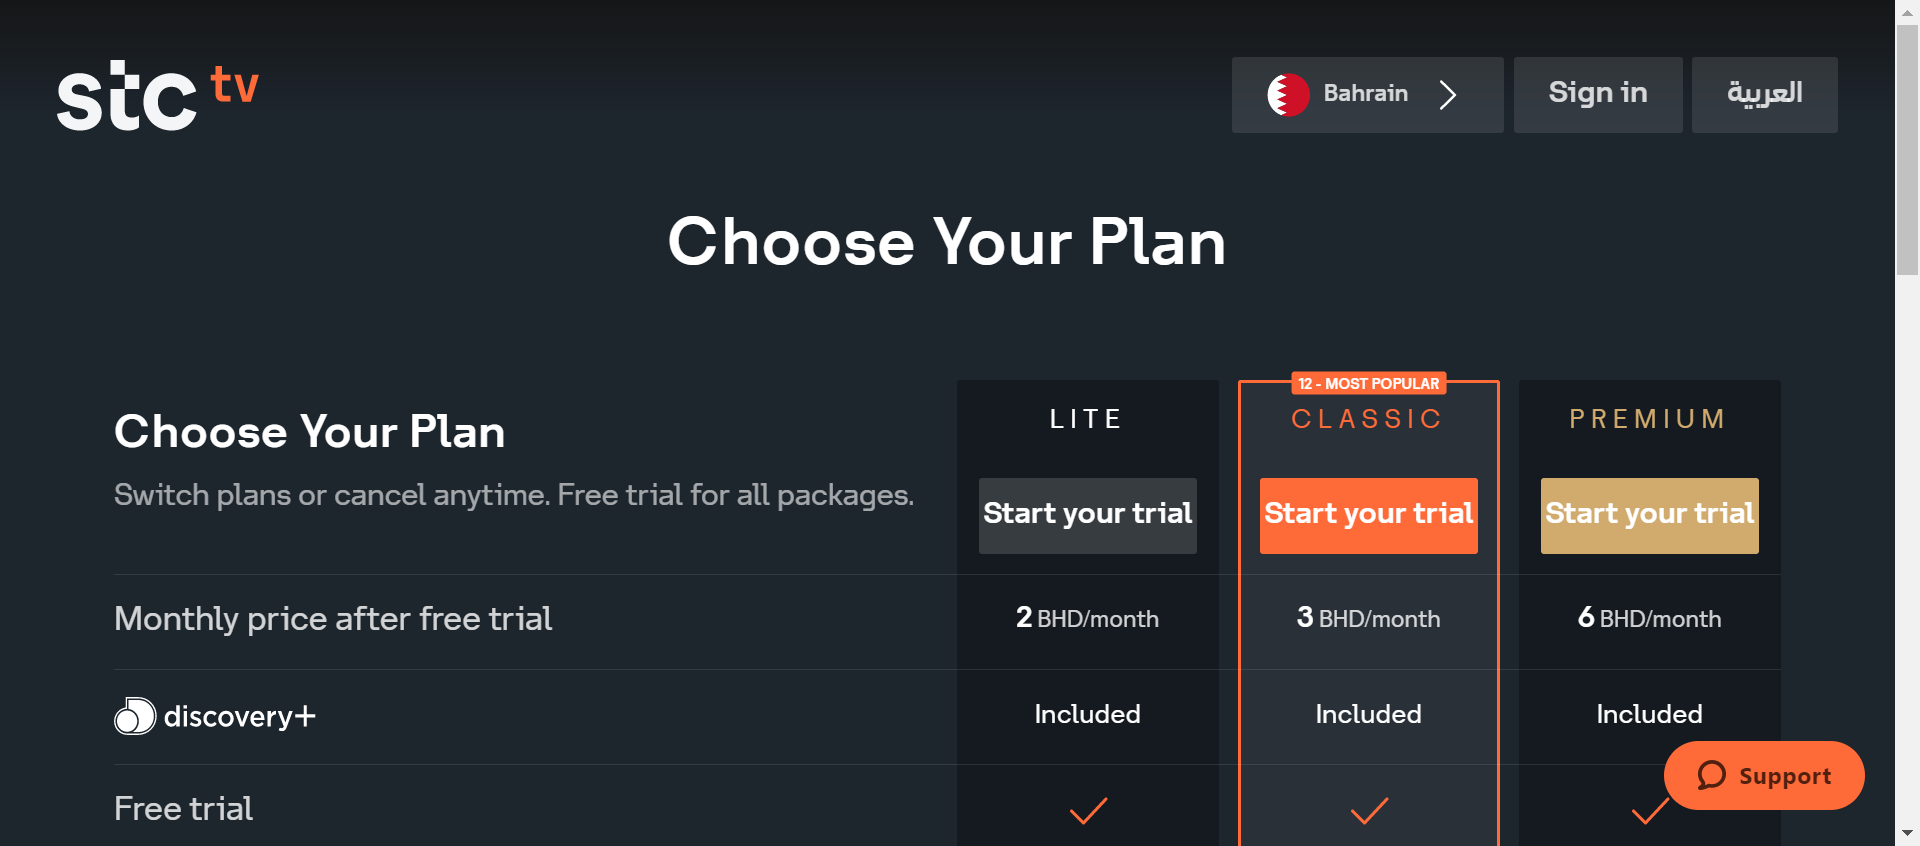 stc tv
Bahrain
Sign in
العربية
Choose Your Plan
Choose Your Plan
Switch plans or cancel anytime. Free trial for all packages.
LITE
Start your trial
12 - MOST POPULAR
CLASSIC
Start your trial
PREMIUM
Start your trial
Monthly price after free trial
2 BHD/month
3 BHD/month
6 BHD/month
discovery+
Included
Included
Included
Free trial
Support